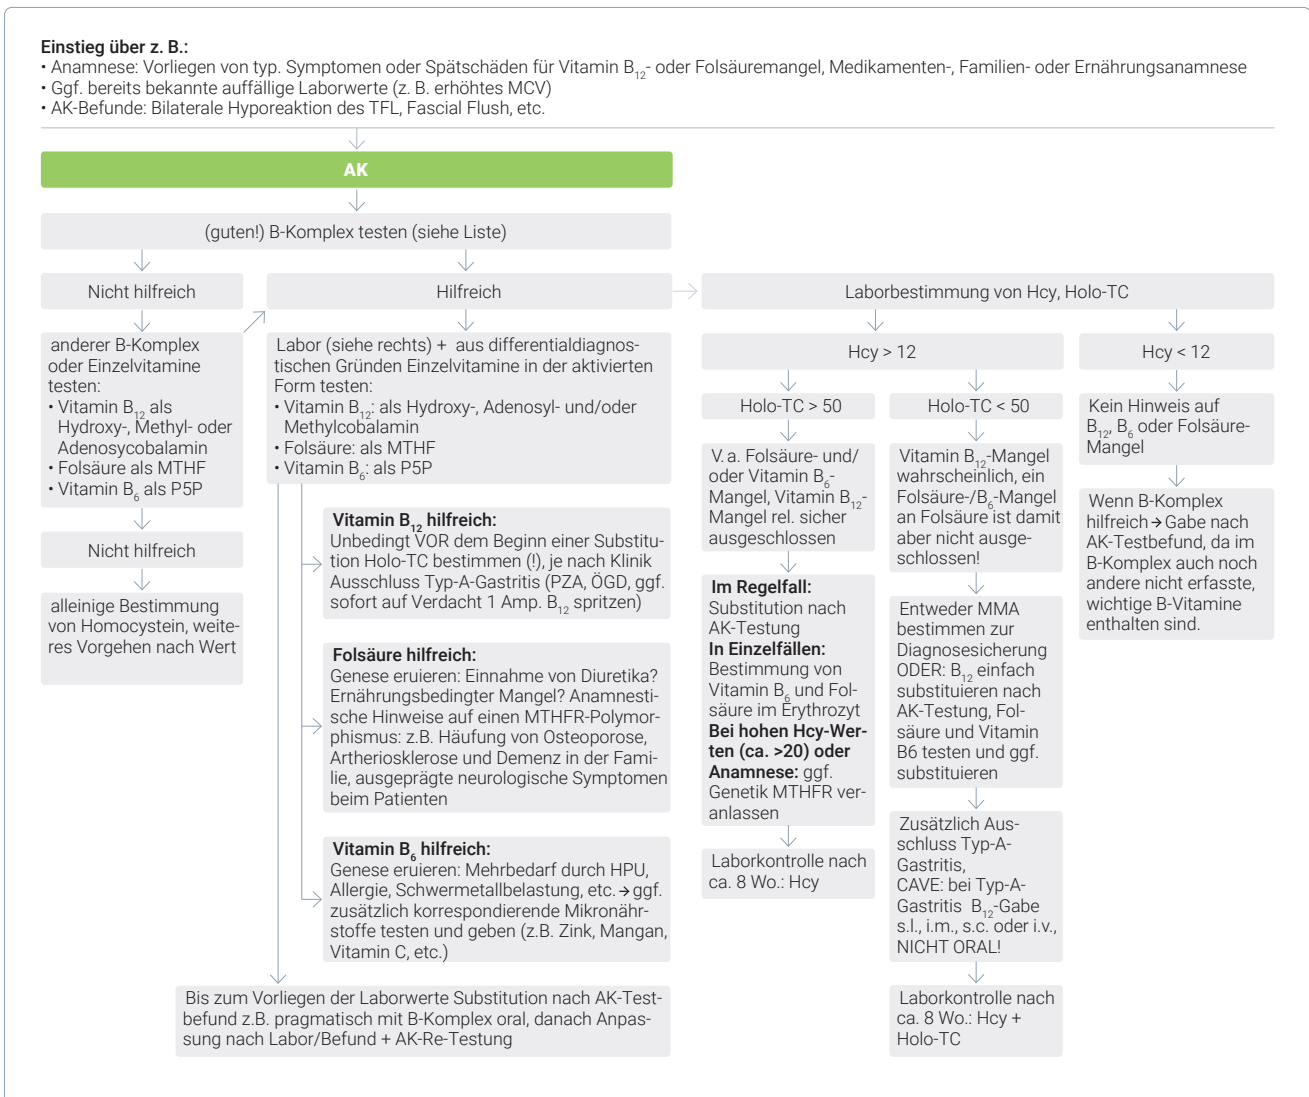 Einstieg über z. B.:
• Anamnese: Vorliegen von typ. Symptomen oder Spätschäden für Vitamin B₁₂- oder Folsäuremangel, Medikamenten-, Familien- oder Ernährungsanamnese
• Ggf. bereits bekannte auffällige Laborwerte (z. B. erhöhtes MCV)
• AK-Befunde: Bilaterale Hyporeaktion des TFL, Fascial Flush, etc.
AK
(guten!) B-Komplex testen (siehe Liste)
Nicht hilfreich
anderer B-Komplex
oder Einzelvitamine
testen:
• Vitamin B₁₂ als
Hydroxy-, Methyl- oder
Adenosycobalamin
• Folsäure als MTHF
• Vitamin B₆ als P5P
Nicht hilfreich
alleinige Bestimmung
von Homocystein, weite-
res Vorgehen nach Wert
Hilfreich
Labor (siehe rechts) + aus differentialdiagnos-
tischen Gründen Einzelvitamine in der aktivierten
Form testen:
• Vitamin B₁₂: als Hydroxy-, Adenosyl- und/oder
Methylcobalamin
• Folsäure: als MTHF
• Vitamin B₆: als P5P
Vitamin B₁₂ hilfreich:
Unbedingt VOR dem Beginn einer Substitu-
tion Holo-TC bestimmen (!), je nach Klinik
Ausschluss Typ-A-Gastritis (PZA, ÖGD, ggf.
sofort auf Verdacht 1 Amp. B₁₂ spritzen)
Folsäure hilfreich:
Genese eruieren: Einnahme von Diuretika?
Ernährungsbedingter Mangel? Anamnesti-
sche Hinweise auf einen MTHFR-Polymor-
phismus: z.B. Häufung von Osteoporose,
Artheriosklerose und Demenz in der Fami-
lie, ausgeprägte neurologische Symptomen
beim Patienten
Vitamin B₆ hilfreich:
Genese eruieren: Mehrbedarf durch HPU,
Allergie, Schwermetallbelastung, etc. → ggf.
zusätzlich korrespondierende Mikronähr-
stoffe testen und geben (z.B. Zink, Mangan,
Vitamin C, etc.)
Bis zum Vorliegen der Laborwerte Substitution nach AK-Test-
befund z.B. pragmatisch mit B-Komplex oral, danach Anpas-
sung nach Labor/Befund + AK-Re-Testung
Laborbestimmung von Hcy, Holo-TC
Hcy > 12
Holo-TC > 50
V. a. Folsäure- und/
oder Vitamin B₆-
Mangel, Vitamin B₁₂-
Mangel rel. sicher
ausgeschlossen
Im Regelfall:
Substitution nach
AK-Testung
In Einzelfällen:
Bestimmung von
Vitamin B₆ und Fol-
säure im Erythrozyt
Bei hohen Hcy-Wer-
ten (ca. >20) oder
Anamnese: ggf.
Genetik MTHFR ver-
anlassen
Laborkontrolle nach
ca. 8 Wo.: Hcy
Holo-TC < 50
Vitamin B₁₂-Mangel
wahrscheinlich, ein
Folsäure-/B₆-Mangel
an Folsäure ist damit
aber nicht ausge-
schlossen!
Entweder MMA
bestimmen zur
Diagnosesicherung
ODER: B₁₂ einfach
substituieren nach
AK-Testung, Fol-
säure und Vitamin
B6 testen und ggf.
substituieren
Zusätzlich Aus-
schluss Typ-A-
Gastritis,
CAVE: bei Typ-A-
Gastritis B₁₂-Gabe
s.l., i.m., s.c. oder i.v.,
NICHT ORAL!
Laborkontrolle nach
ca. 8 Wo.: Hcy +
Holo-TC
Hcy < 12
Kein Hinweis auf
B₁₂, B₆ oder Folsäure-
Mangel
Wenn B-Komplex
hilfreich → Gabe nach
AK-Testbefund, da im
B-Komplex auch noch
andere nicht erfasste,
wichtige B-Vitamine
enthalten sind.